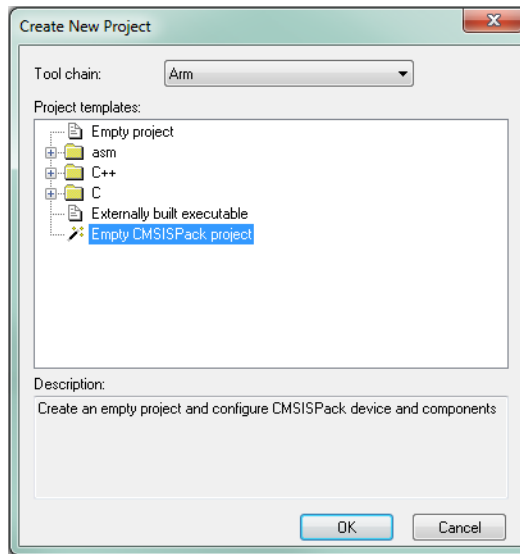 Create New Project
Tool chain: Arm
Project templates:
Empty project
asm
C++
C
Externally built executable
Empty CMSISPack project
Description:
Create an empty project and configure CMSISPack device and components
OK Cancel